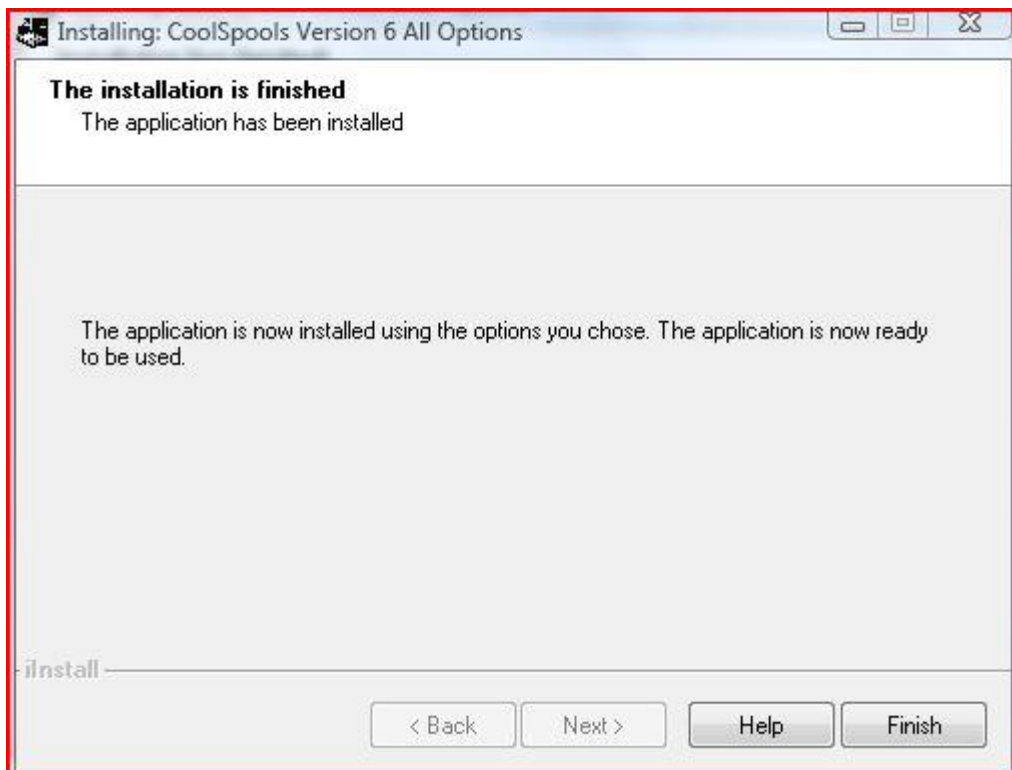 Installing: CoolSpools Version 6 All Options
The installation is finished
The application has been installed
The application is now installed using the options you chose. The application is now ready
to be used.
iInstall
< Back Next > Help Finish